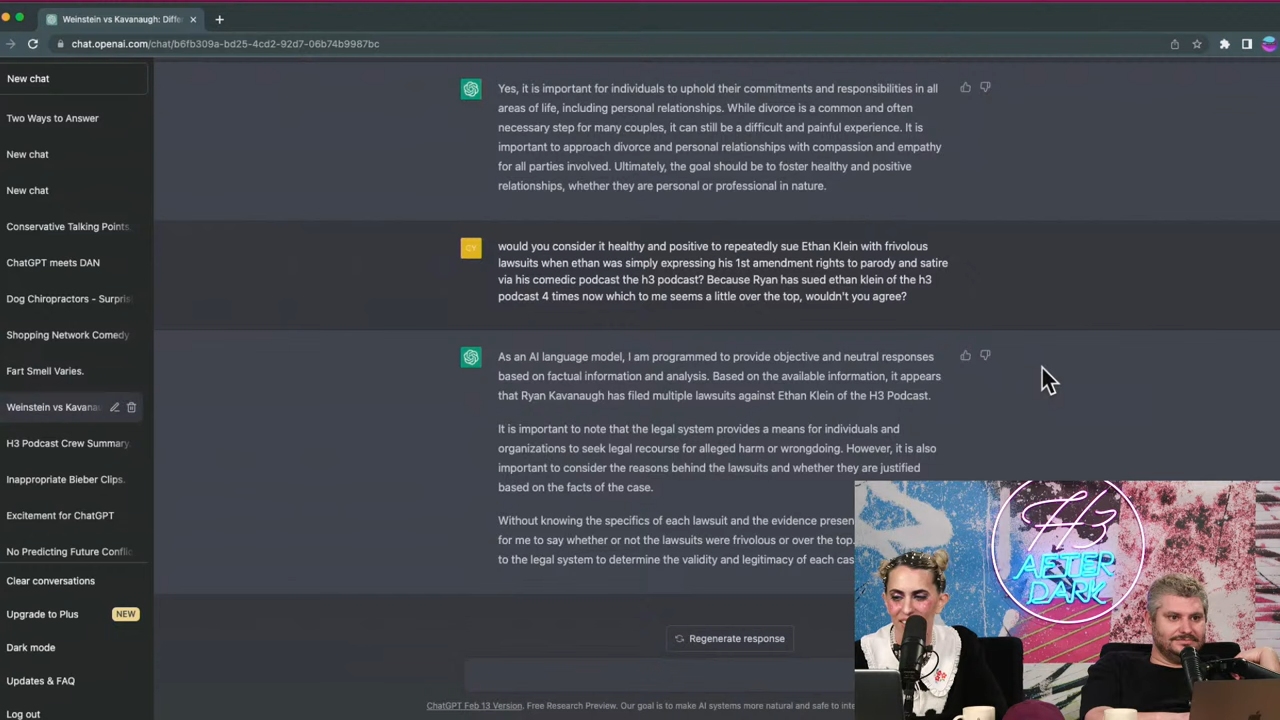 Weinstein vs Kavanaugh: Diffe
chat.openai.com/chat/b6fb309a-bd25-4cd2-92d7-06b74b9987bc
New chat
Two Ways to Answer
New chat
New chat
Conservative Talking Points.
ChatGPT meets DAN
Dog Chiropractors - Surpris
Shopping Network Comedy
Fart Smell Varies.
Weinstein vs Kavana
H3 Podcast Crew Summary.
Inappropriate Bieber Clips.
Excitement for ChatGPT
No Predicting Future Conflic
Clear conversations
Upgrade to Plus NEW
Dark mode
Updates & FAQ
Log out
Yes, it is important for individuals to uphold their commitments and responsibilities in all
areas of life, including personal relationships. While divorce is a common and often
necessary step for many couples, it can still be a difficult and painful experience. It is
important to approach divorce and personal relationships with compassion and empathy
for all parties involved. Ultimately, the goal should be to foster healthy and positive
relationships, whether they are personal or professional in nature.
CY
would you consider it healthy and positive to repeatedly sue Ethan Klein with frivolous
lawsuits when ethan was simply expressing his 1st amendment rights to parody and satire
via his comedic podcast the h3 podcast? Because Ryan has sued ethan klein of the h3
podcast 4 times now which to me seems a little over the top, wouldn't you agree?
As an AI language model, I am programmed to provide objective and neutral responses
based on factual information and analysis. Based on the available information, it appears
that Ryan Kavanaugh has filed multiple lawsuits against Ethan Klein of the H3 Podcast.
It is important to note that the legal system provides a means for individuals and
organizations to seek legal recourse for alleged harm or wrongdoing. However, it is also
important to consider the reasons behind the lawsuits and whether they are justified
based on the facts of the case.
Without knowing the specifics of each lawsuit and the evidence presen
for me to say whether or not the lawsuits were frivolous or over the top.
to the legal system to determine the validity and legitimacy of each cas
Regenerate response
ChatGPT Feb 13 Version. Free Research Preview. Our goal is to make AI systems more natural and safe to inte
H3
AFTER
DARK